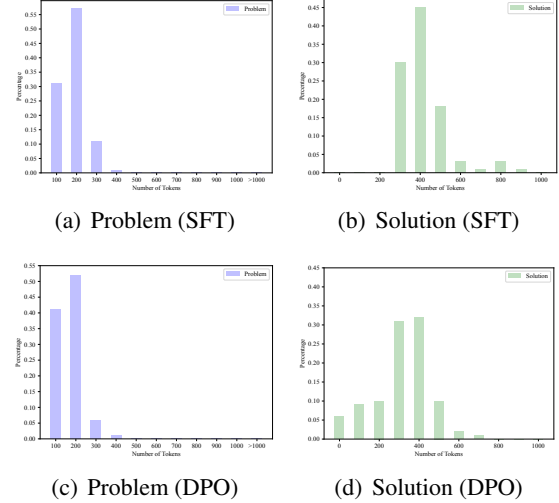 0.55
0.50
0.45
0.40
0.35
0.30
0.25
0.20
0.15
0.10
0.05
0.00
Percentage
Problem
100 200 300 400 500 600 700 800 900 1000 >1000
Number of Tokens
(a) Problem (SFT)
0.45
0.40
0.35
0.30
0.25
0.20
0.15
0.10
0.05
0.00
Percentage
Solution
0 200 400 600 800 1000
Number of Tokens
(b) Solution (SFT)
0.55
0.50
0.45
0.40
0.35
0.30
0.25
0.20
0.15
0.10
0.05
0.00
Percentage
Problem
100 200 300 400 500 600 700 800 900 1000 >1000
Number of Tokens
(c) Problem (DPO)
0.45
0.40
0.35
0.30
0.25
0.20
0.15
0.10
0.05
0.00
Percentage
Solution
0 200 400 600 800 1000
Number of Tokens
(d) Solution (DPO)